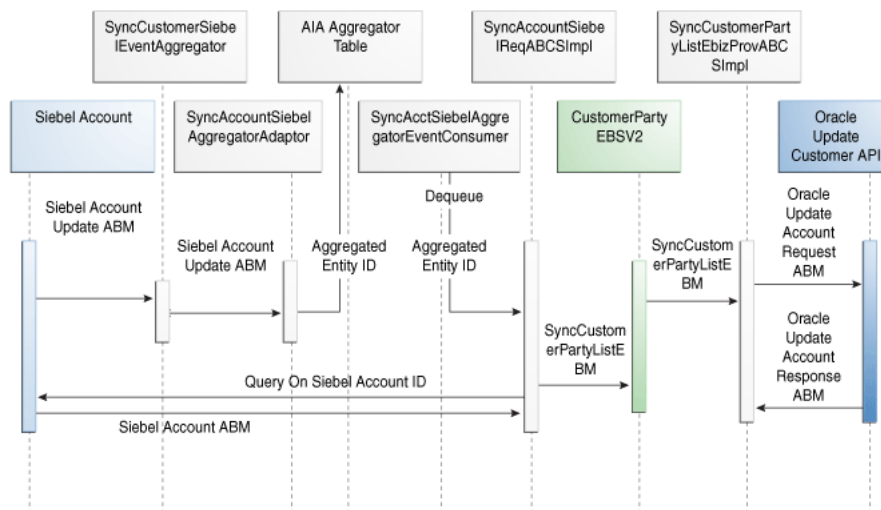 SyncCustomerSiebe
lEventAggregator
AIA Aggregator
Table
SyncAccountSiebe
lReqABCSImpl
SyncCustomerPart
yListEbizProvABC
SImpl
Siebel Account
SyncAccountSiebel
AggregatorAdaptor
SyncAcctSiebelAggre
gatorEventConsumer
CustomerParty
EBSV2
Oracle
Update
Customer API
Dequeue
Siebel Account
Update ABM
Siebel Account
Update ABM
Aggregated
Entity ID
Aggregated
Entity ID
SyncCustom
erPartyListE
BM
Oracle
Update
Account
Request
ABM
SyncCustom
erPartyListE
BM
Oracle
Update
Account
Response
ABM
Query On Siebel Account ID
Siebel Account ABM